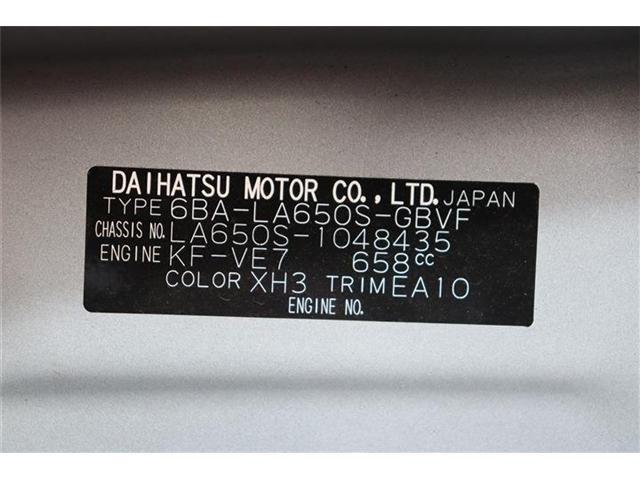 DAIHATSU MOTOR CO., LTD. JAPAN
TYPE 6BA-LA650S-GBVF
CHASSIS NO. LA650S-1048435
ENGINE KF-VE7 658cc
COLOR XH3 TRIM EA10
ENGINE NO.